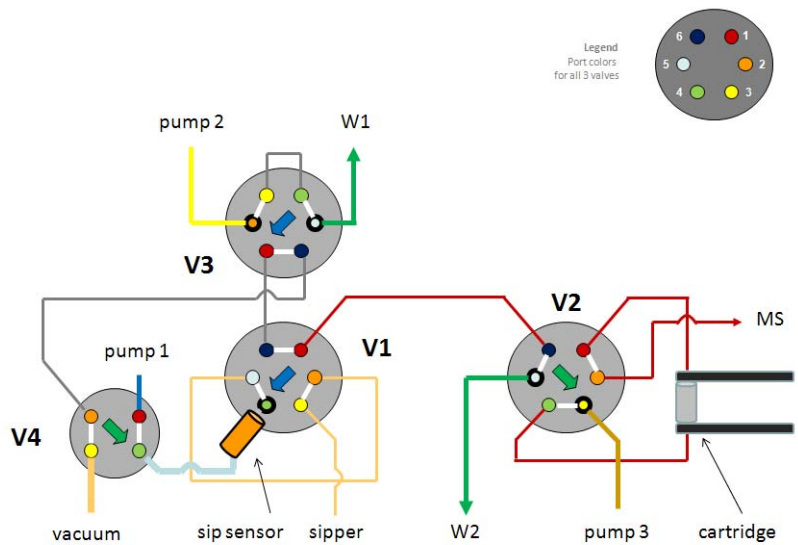 Legend
Port colors
for all 3 valves
6 1
5 2
4 3
pump 2 W1
V3
V2
V1
MS
pump 1
V4
vacuum sip sensor sipper W2 pump 3 cartridge